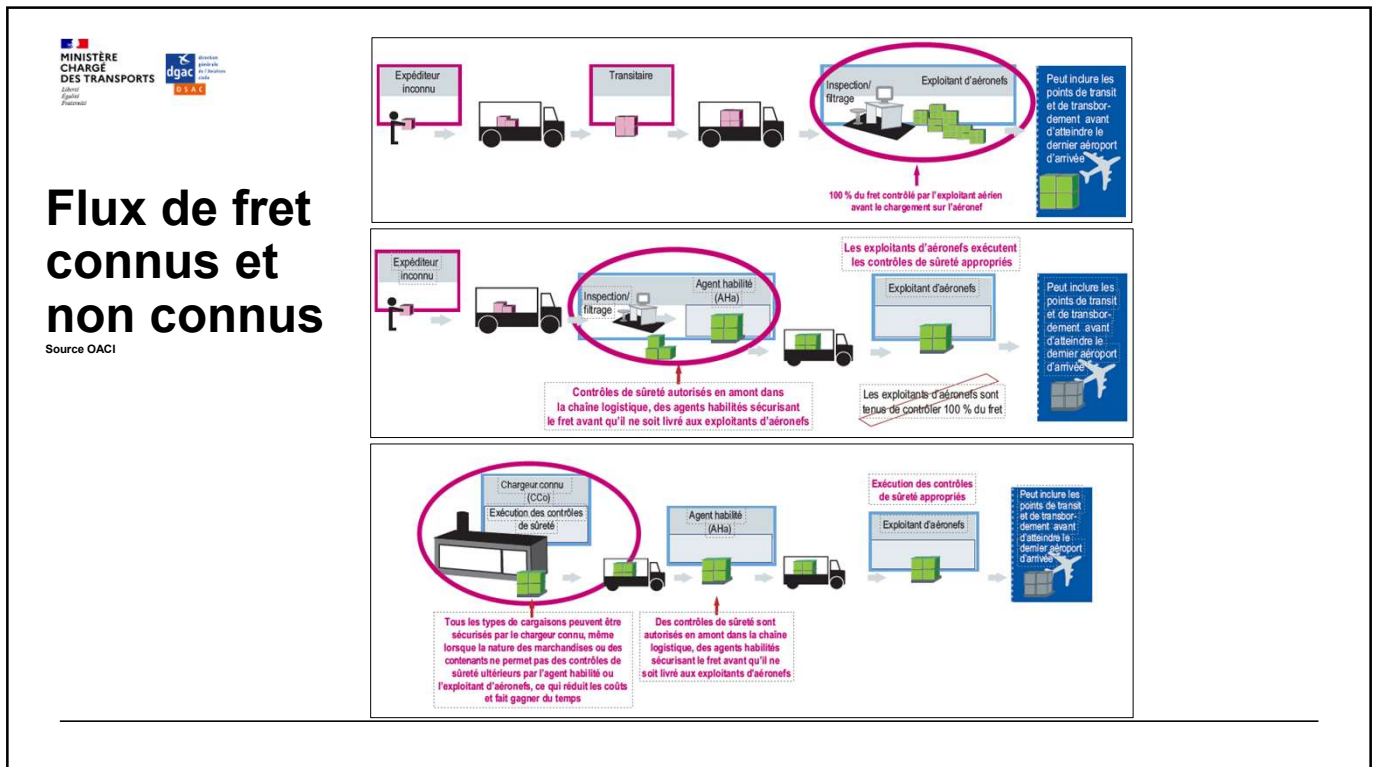 MINISTÈRE
CHARGÉ
DES TRANSPORTS
Liberté
Égalité
Fraternité
dgac
DSAC
direction
générale
de l'Aviation
civile
Flux de fret
connus et
non connus
Source OACI
Expéditeur
inconnu
Transitaire
Inspection/
filtrage
Exploitant d'aéronefs
100 % du fret contrôlé par l'exploitant aérien
avant le chargement sur l'aéronef
Peut inclure les
points de transit
et de transbor-
dement avant
d'atteindre le
dernier aéroport
d'arrivée
Expéditeur
inconnu
Inspection/
filtrage
Agent habilité
(AHa)
Contrôles de sûreté autorisés en amont dans
la chaîne logistique, des agents habilités sécurisant
le fret avant qu'il ne soit livré aux exploitants d'aéronefs
Les exploitants d'aéronefs exécutent
les contrôles de sûreté appropriés
Exploitant d'aéronefs
Les exploitants d'aéronefs sont
tenus de contrôler 100 % du fret
Peut inclure les
points de transit
et de transbor-
dement avant
d'atteindre le
dernier aéroport
d'arrivée
Chargeur connu
(CCo)
Exécution des contrôles
de sûreté
Tous les types de cargaisons peuvent être
sécurisés par le chargeur connu, même
lorsque la nature des marchandises ou des
contenants ne permet pas des contrôles de
sûreté ultérieurs par l'agent habilité ou
l'exploitant d'aéronefs, ce qui réduit les coûts
et fait gagner du temps
Agent habilité
(AHa)
Des contrôles de sûreté sont
autorisés en amont dans la chaîne
logistique, des agents habilités
sécurisant le fret avant qu'il ne
soit livré aux exploitants d'aéronefs
Exécution des contrôles
de sûreté appropriés
Exploitant d'aéronefs
Peut inclure les
points de transit
et de transbor-
dement avant
d'atteindre le
dernier aéroport
d'arrivée